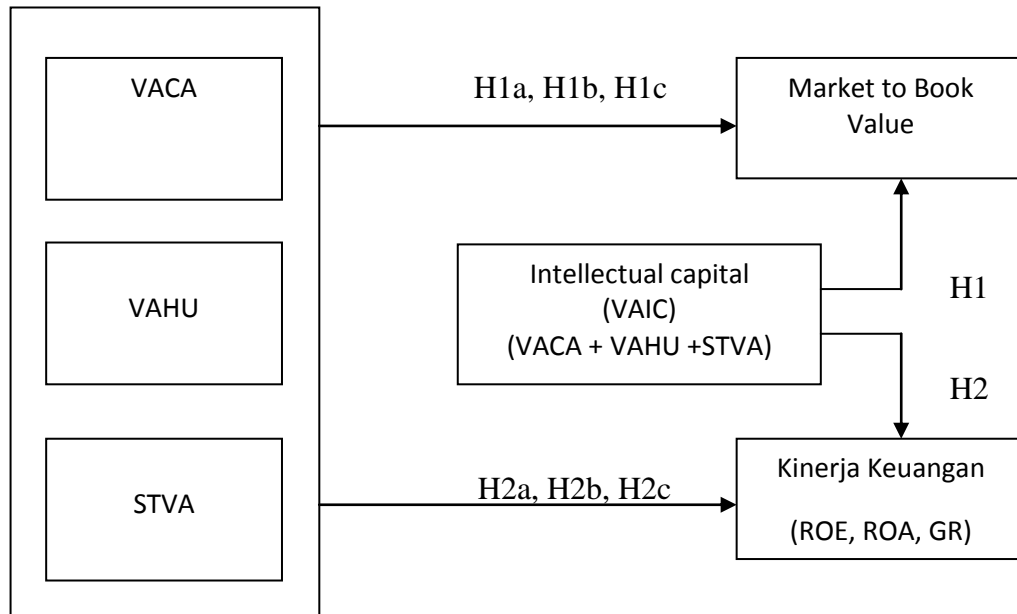 VACA
H1a, H1b, H1c
Market to Book
Value
VAHU
Intellectual capital
(VAIC)
(VACA + VAHU +STVA)
H1
H2
STVA
H2a, H2b, H2c
Kinerja Keuangan
(ROE, ROA, GR)